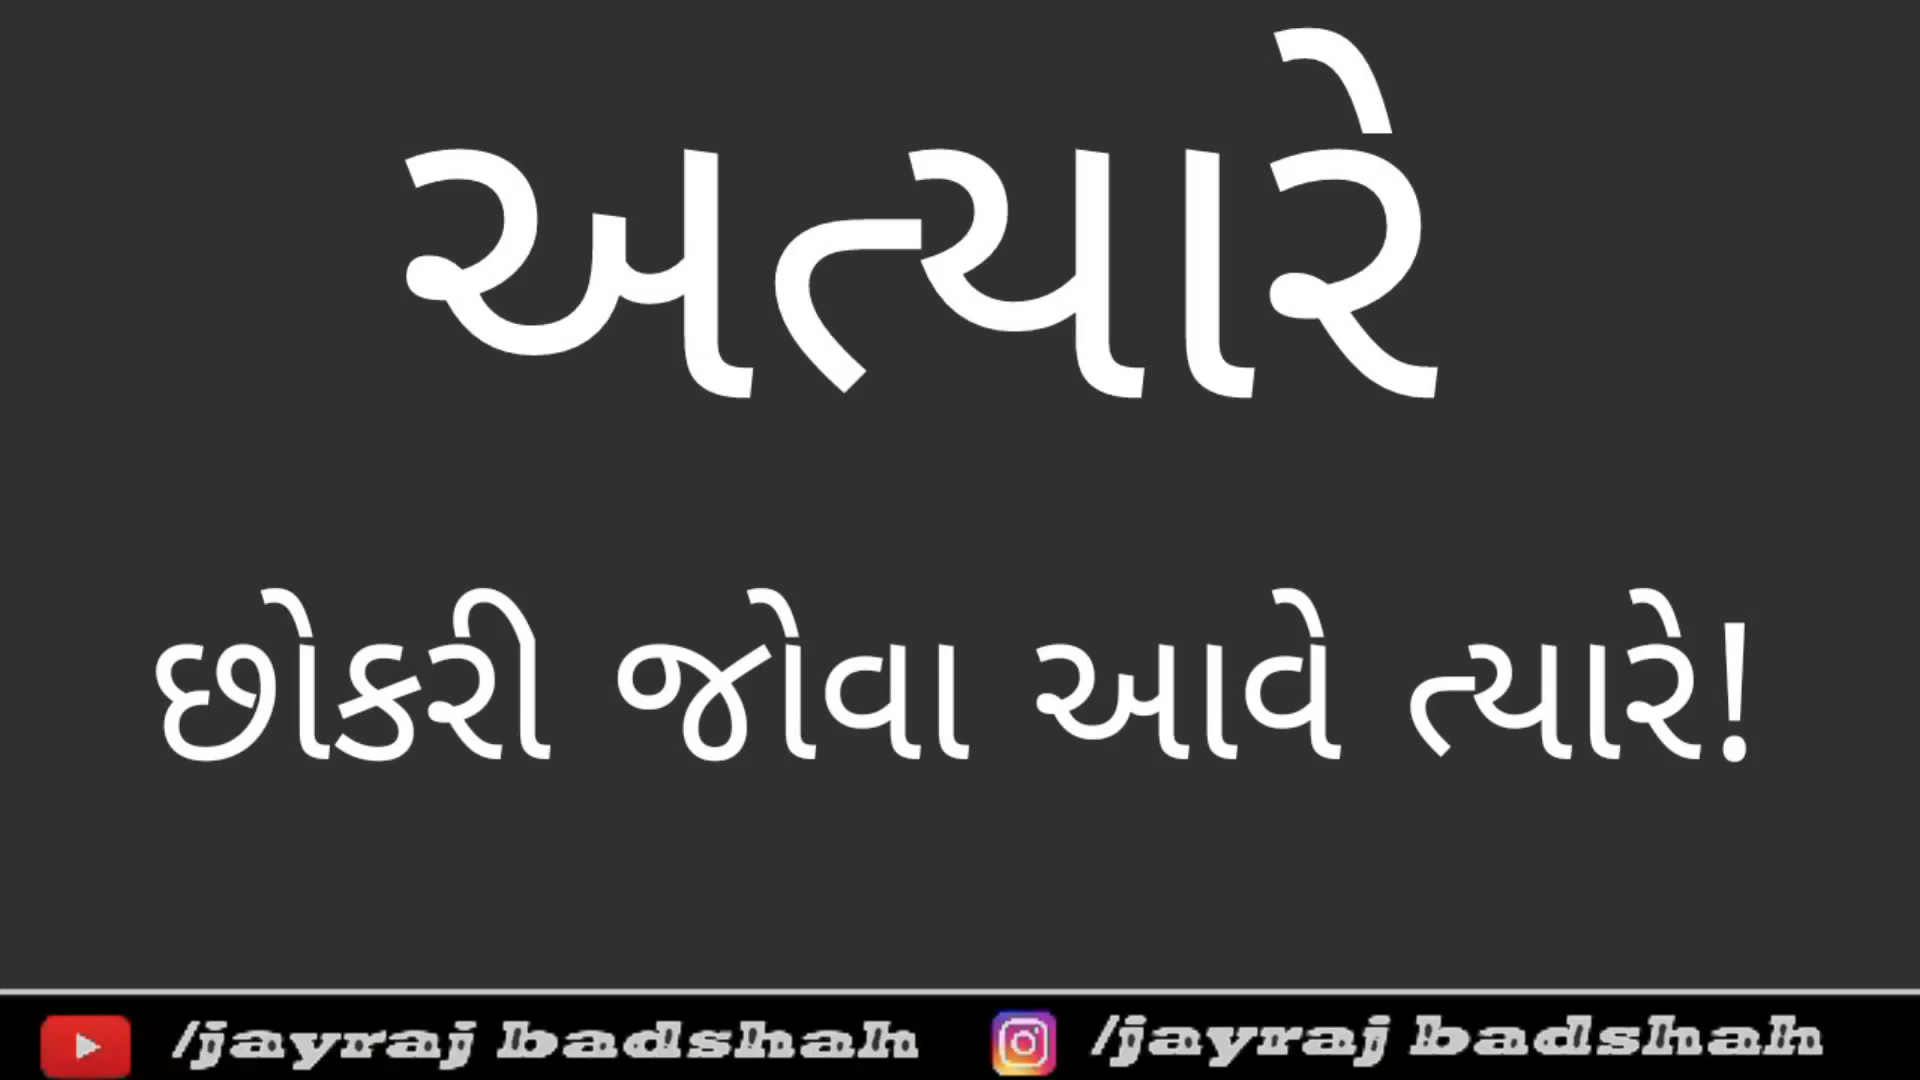 અત્યારે
છોકરી જોવા આવે ત્યારે!
/jayraj badshah /jayraj badshah